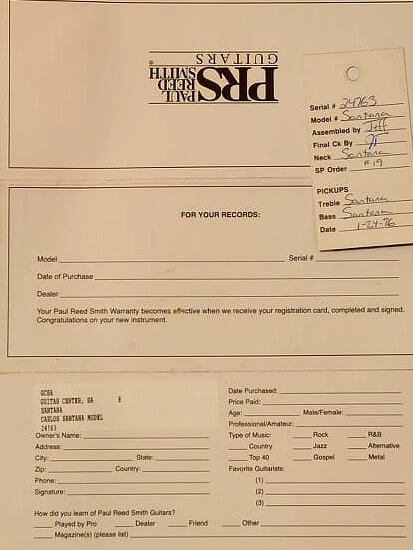 GUITARS
PRS PAUL REED SMITH ®
Serial # 24763
Model # Santana
Assembled by Jeff
Final Ck By
Neck Santana
SP Order #19
PICKUPS
Treble Santana
Bass Santana
Date 1-24-96
FOR YOUR RECORDS:
Model Serial #
Date of Purchase
Dealer
Your Paul Reed Smith Warranty becomes effective when we receive your registration card, completed and signed.
Congratulations on your new instrument.
GCSA
GUITAR CENTER, SA E
SANTANA
CARLOS SANTANA MODEL
24763
Owner's Name:
Address:
City: State:
Zip: Country:
Phone:
Signature:
Date Purchased:
Price Paid:
Age: Male/Female:
Professional/Amateur:
Type of Music: Rock R&B
Country Jazz Alternative
Top 40 Gospel Metal
Favorite Guitarists:
(1)
(2)
(3)
How did you learn of Paul Reed Smith Guitars?
Played by Pro Dealer Friend Other
Magazine(s) (please list)